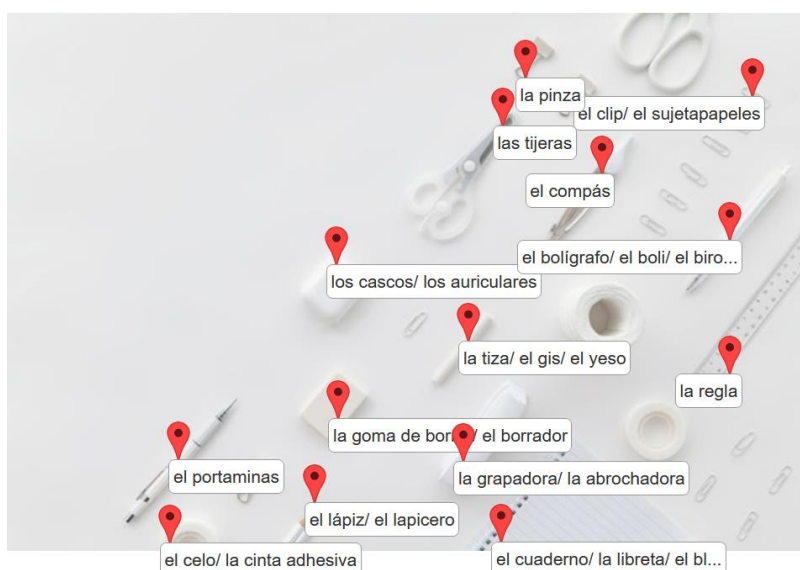 la pinza
el clip/ el sujetapapeles
las tijeras
el compás
el bolígrafo/ el boli/ el biro...
los cascos/ los auriculares
la tiza/ el gis/ el yeso
la regla
la goma de bor / el borrador
el portaminas
la grapadora/ la abrochadora
el lápiz/ el lapicero
el celo/ la cinta adhesiva
el cuaderno/ la libreta/ el bl...